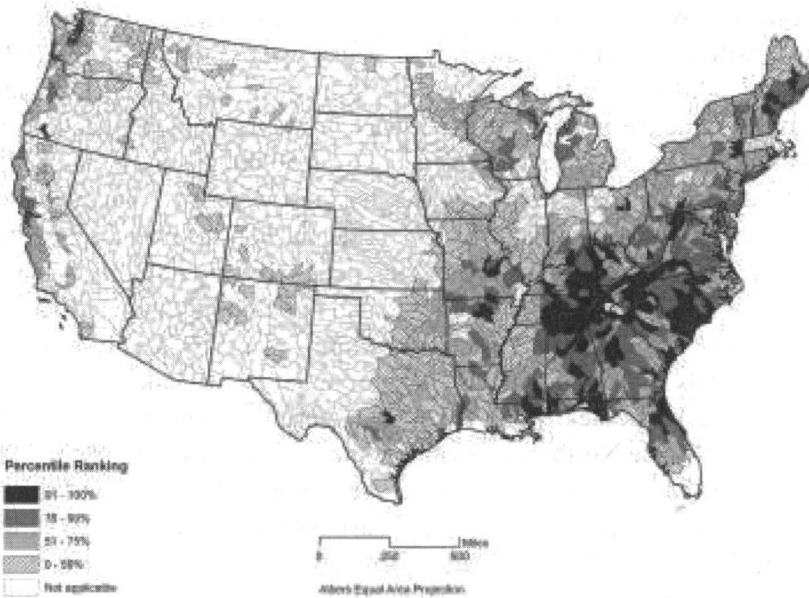 Percentile Ranking
91 - 100%
76 - 90%
51 - 75%
0 - 50%
Not applicable
Miles
0 250 500
Albers Equal-Area Projection